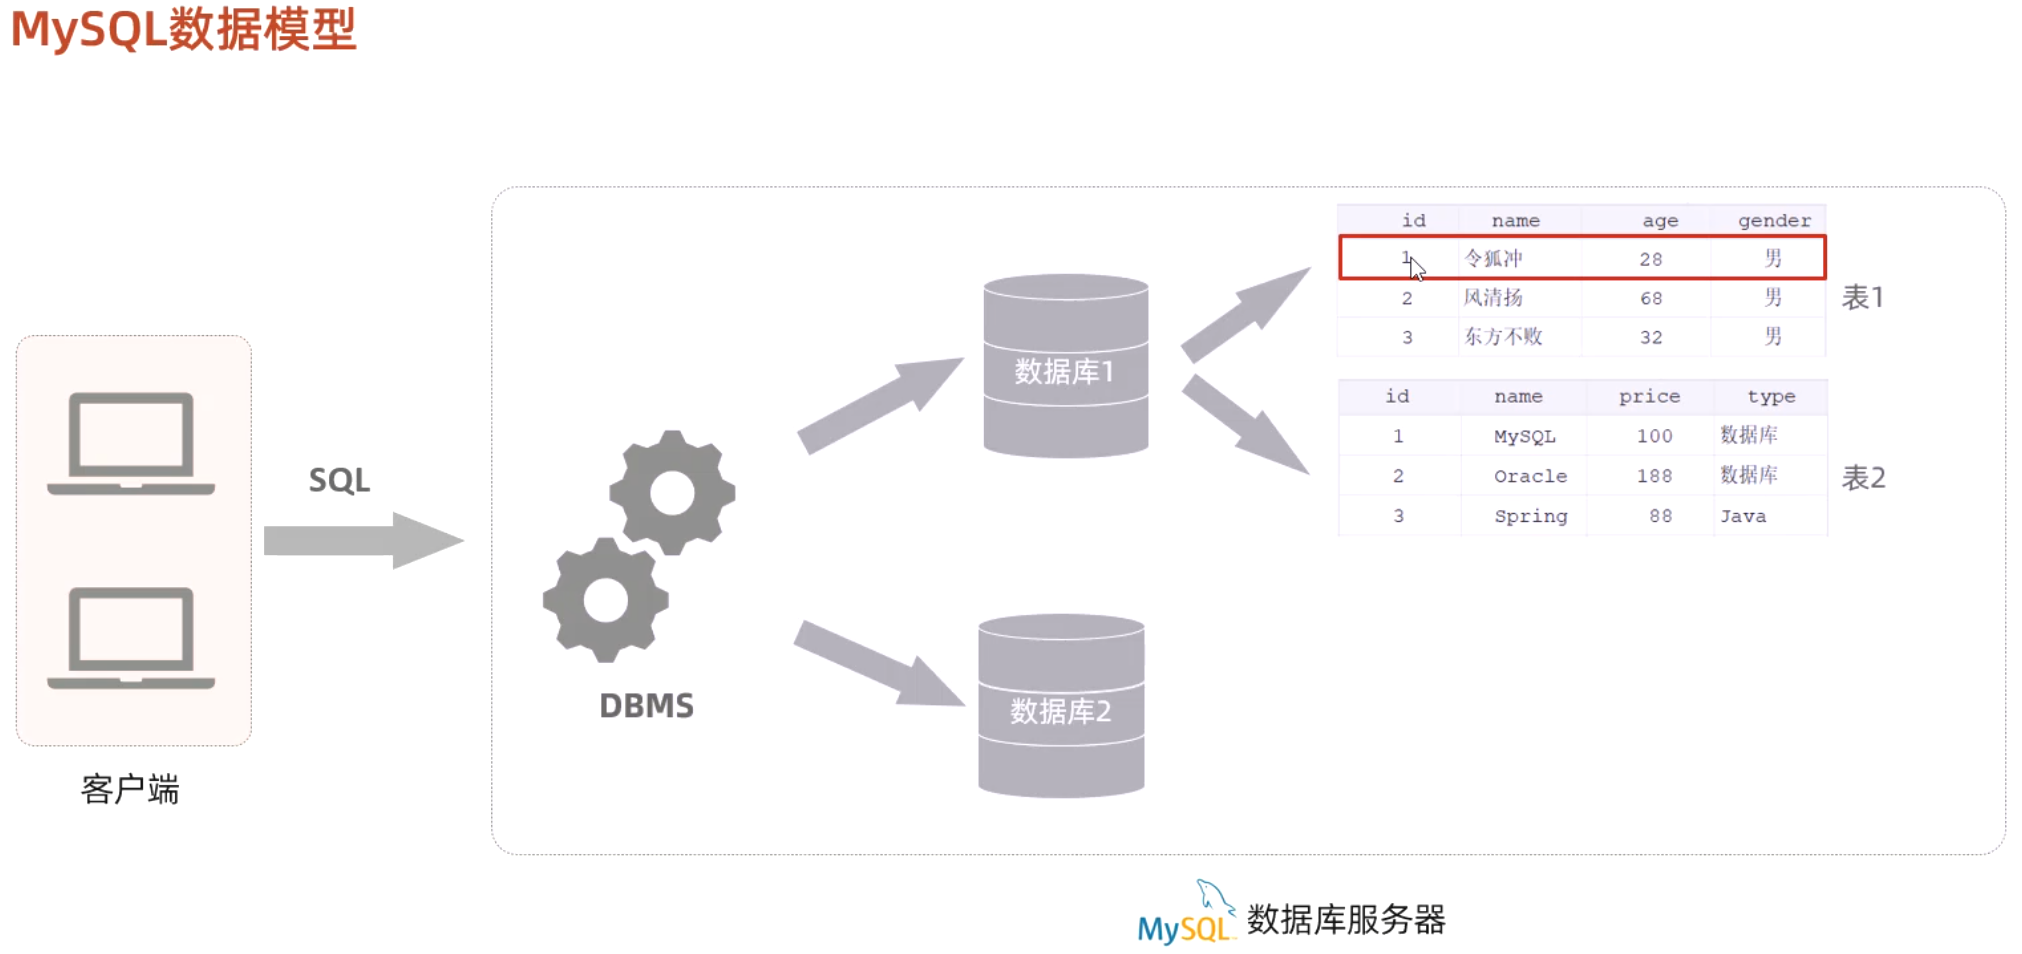 MySQL数据模型
id name age gender
1 令狐冲 28 男
2 风清扬 68 男
3 东方不败 32 男
表1
id name price type
1 MySQL 100 数据库
2 Oracle 188 数据库
3 Spring 88 Java
表2
数据库1
SQL
DBMS
数据库2
客户端
MySQL 数据库服务器